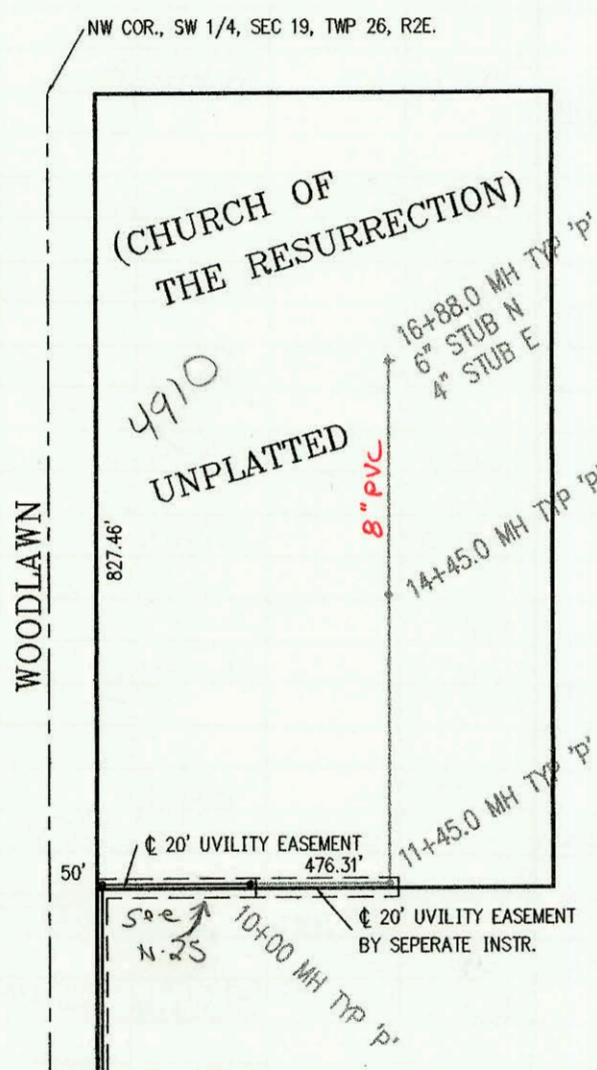 NW COR., SW 1/4, SEC 19, TWP 26, R2E.
(CHURCH OF
THE RESURRECTION)
16+88.0 MH TYP 'P'
6" STUB N
4" STUB E
4910
UNPLATTED
8" PVC
14+45.0 MH TYP 'P'
WOODLAWN
827.46'
11+45.0 MH TYP 'P'
℄ 20' UVILITY EASEMENT
476.31'
50'
See
N-25
10+00 MH TYP 'P'
℄ 20' UVILITY EASEMENT
BY SEPERATE INSTR.